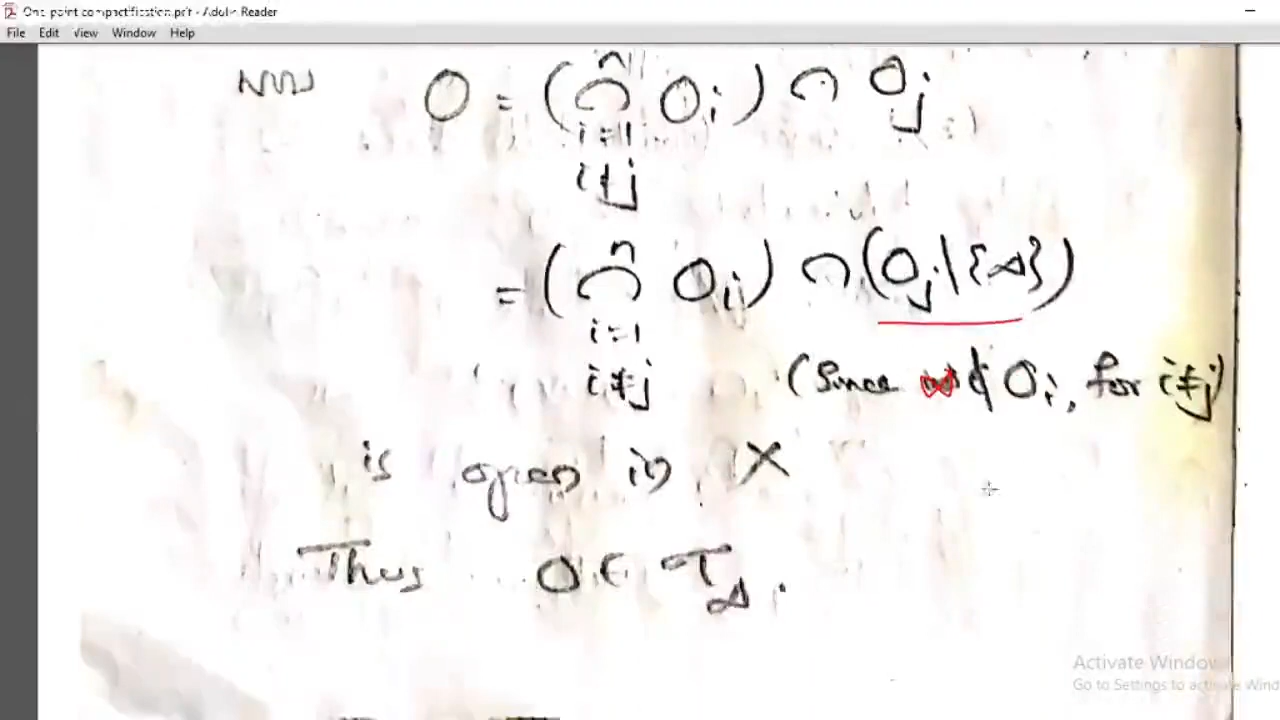 One point compactification.pdf - Adobe Reader
File Edit View Window Help
Now O = (∩ O_i) ∩ O_j
i=1
n
i≠j
= (∩ O_i) ∩ (O_j \ {∞})
n
i=1
i≠j (Since ∞ ∉ O_i, for i≠j)
is open in X
Thus O ∈ τ_∞.
Activate Windows
Go to Settings to activate Wind